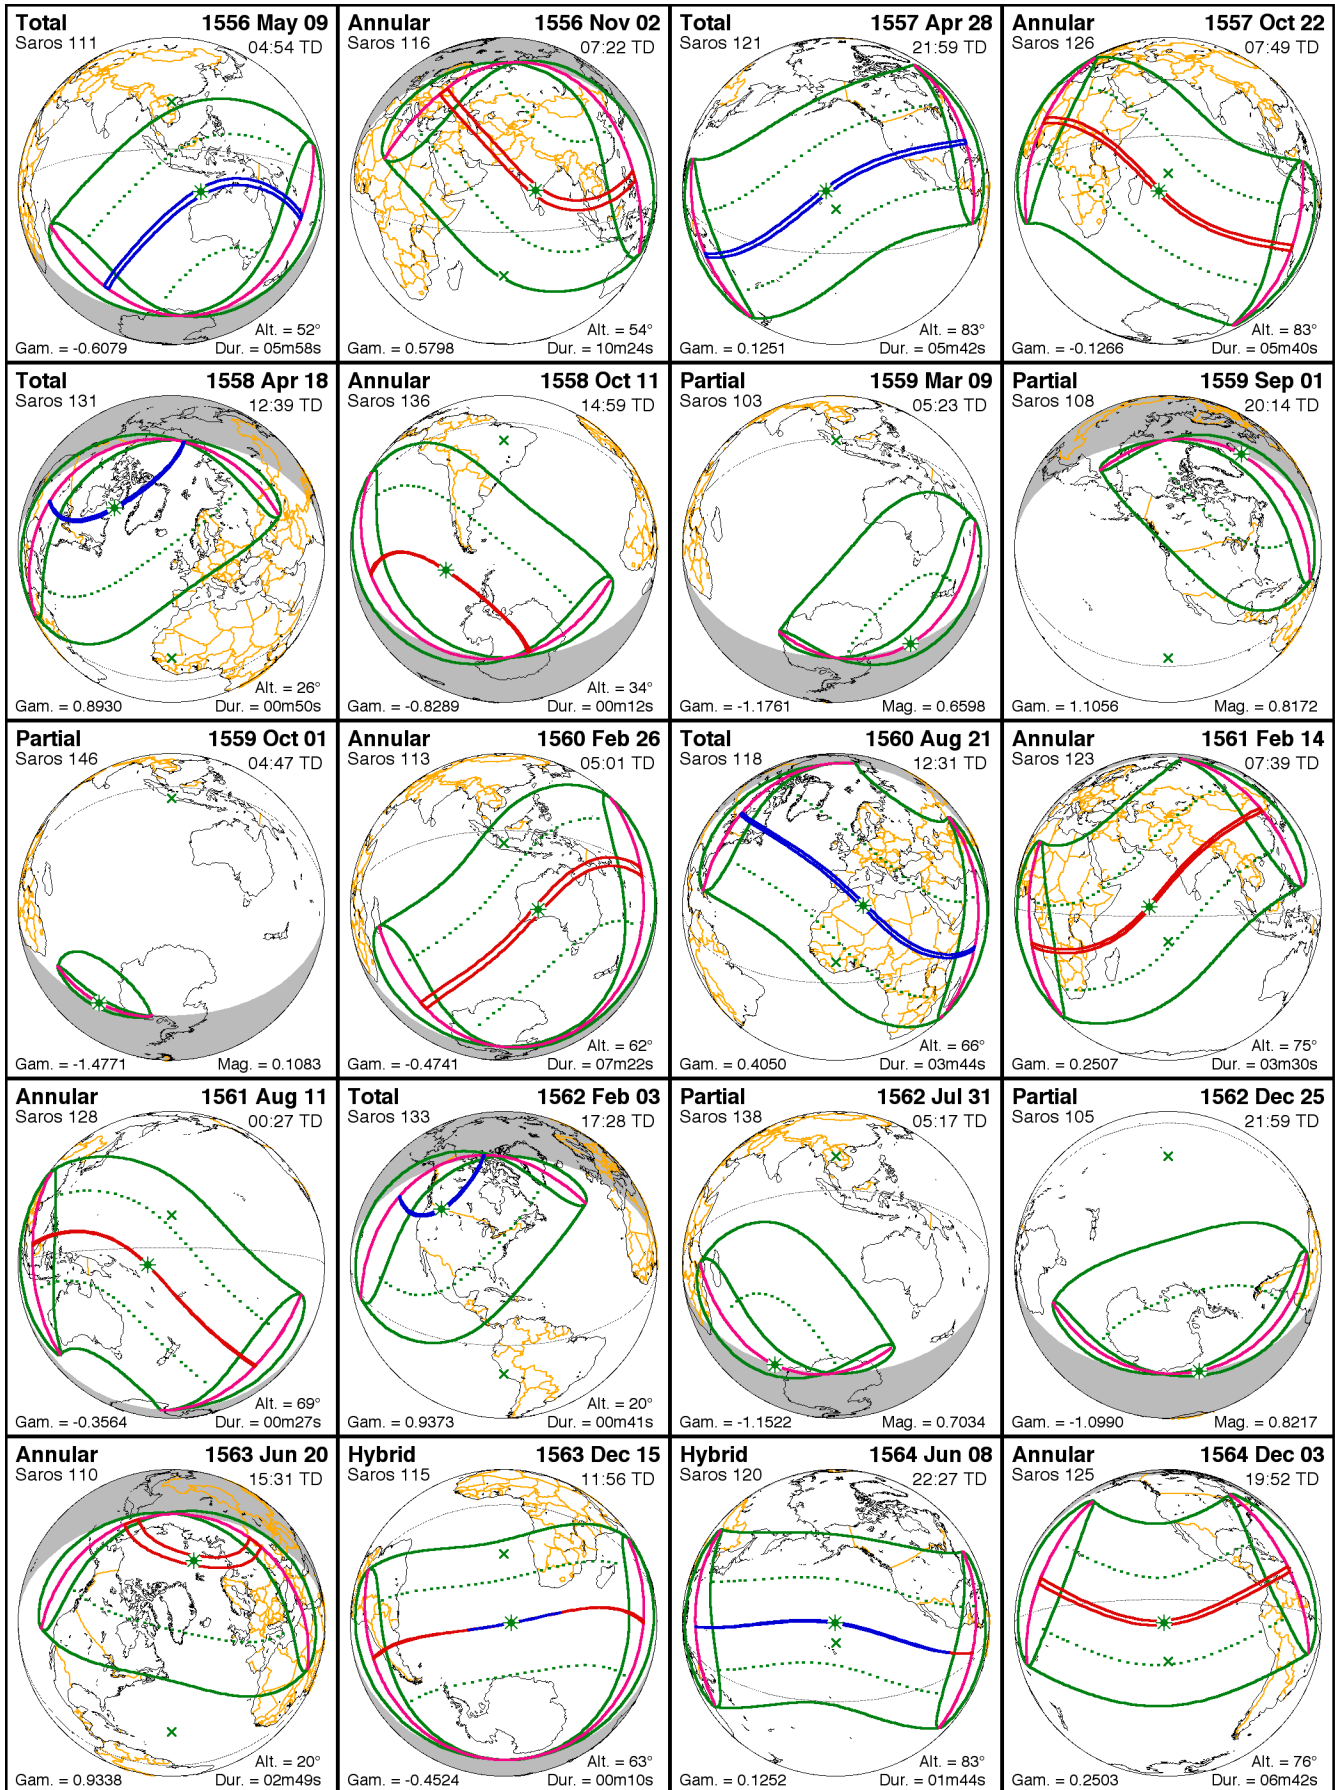 Total 1556 May 09
Saros 111 04:54 TD
Alt. = 52°
Gam. = -0.6079 Dur. = 05m58s
Annular 1556 Nov 02
Saros 116 07:22 TD
Alt. = 54°
Gam. = 0.5798 Dur. = 10m24s
Total 1557 Apr 28
Saros 121 21:59 TD
Alt. = 83°
Gam. = 0.1251 Dur. = 05m42s
Annular 1557 Oct 22
Saros 126 07:49 TD
Alt. = 83°
Gam. = -0.1266 Dur. = 05m40s
Total 1558 Apr 18
Saros 131 12:39 TD
Alt. = 26°
Gam. = 0.8930 Dur. = 00m50s
Annular 1558 Oct 11
Saros 136 14:59 TD
Alt. = 34°
Gam. = -0.8289 Dur. = 00m12s
Partial 1559 Mar 09
Saros 103 05:23 TD
Gam. = -1.1761 Mag. = 0.6598
Partial 1559 Sep 01
Saros 108 20:14 TD
Gam. = 1.1056 Mag. = 0.8172
Partial 1559 Oct 01
Saros 146 04:47 TD
Gam. = -1.4771 Mag. = 0.1083
Annular 1560 Feb 26
Saros 113 05:01 TD
Alt. = 62°
Gam. = -0.4741 Dur. = 07m22s
Total 1560 Aug 21
Saros 118 12:31 TD
Alt. = 66°
Gam. = 0.4050 Dur. = 03m44s
Annular 1561 Feb 14
Saros 123 07:39 TD
Alt. = 75°
Gam. = 0.2507 Dur. = 03m30s
Annular 1561 Aug 11
Saros 128 00:27 TD
Alt. = 69°
Gam. = -0.3564 Dur. = 00m27s
Total 1562 Feb 03
Saros 133 17:28 TD
Alt. = 20°
Gam. = 0.9373 Dur. = 00m41s
Partial 1562 Jul 31
Saros 138 05:17 TD
Gam. = -1.1522 Mag. = 0.7034
Partial 1562 Dec 25
Saros 105 21:59 TD
Gam. = -1.0990 Mag. = 0.8217
Annular 1563 Jun 20
Saros 110 15:31 TD
Alt. = 20°
Gam. = 0.9338 Dur. = 02m49s
Hybrid 1563 Dec 15
Saros 115 11:56 TD
Alt. = 63°
Gam. = -0.4524 Dur. = 00m10s
Hybrid 1564 Jun 08
Saros 120 22:27 TD
Alt. = 83°
Gam. = 0.1252 Dur. = 01m44s
Annular 1564 Dec 03
Saros 125 19:52 TD
Alt. = 76°
Gam. = 0.2503 Dur. = 06m42s